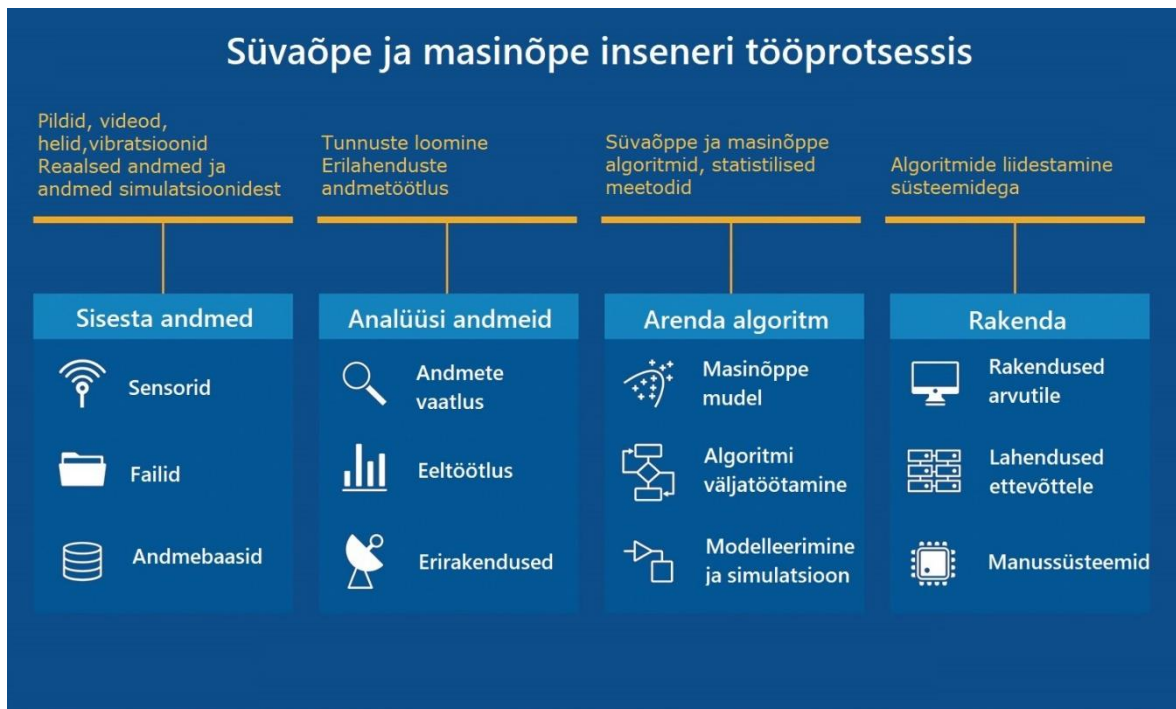 Süvaõpe ja masinõpe inseneri tööprotsessis
Pildid, videod,
helid,vibratsioonid
Reaalsed andmed ja
andmed simulatsioonidest
Tunnuste loomine
Erilahenduste
andmetöötlus
Süvaõppe ja masinõppe
algoritmid, statistilised
meetodid
Algoritmide liidestamine
süsteemidega
Sisesta andmed
Sensorid
Failid
Andmebaasid
Analüüsi andmeid
Andmete
vaatlus
Eeltöötlus
Erirakendused
Arenda algoritm
Masinõppe
mudel
Algoritmi
väljatöötamine
Modelleerimine
ja simulatsioon
Rakenda
Rakendused
arvutile
Lahendused
ettevõttele
Manussüsteemid